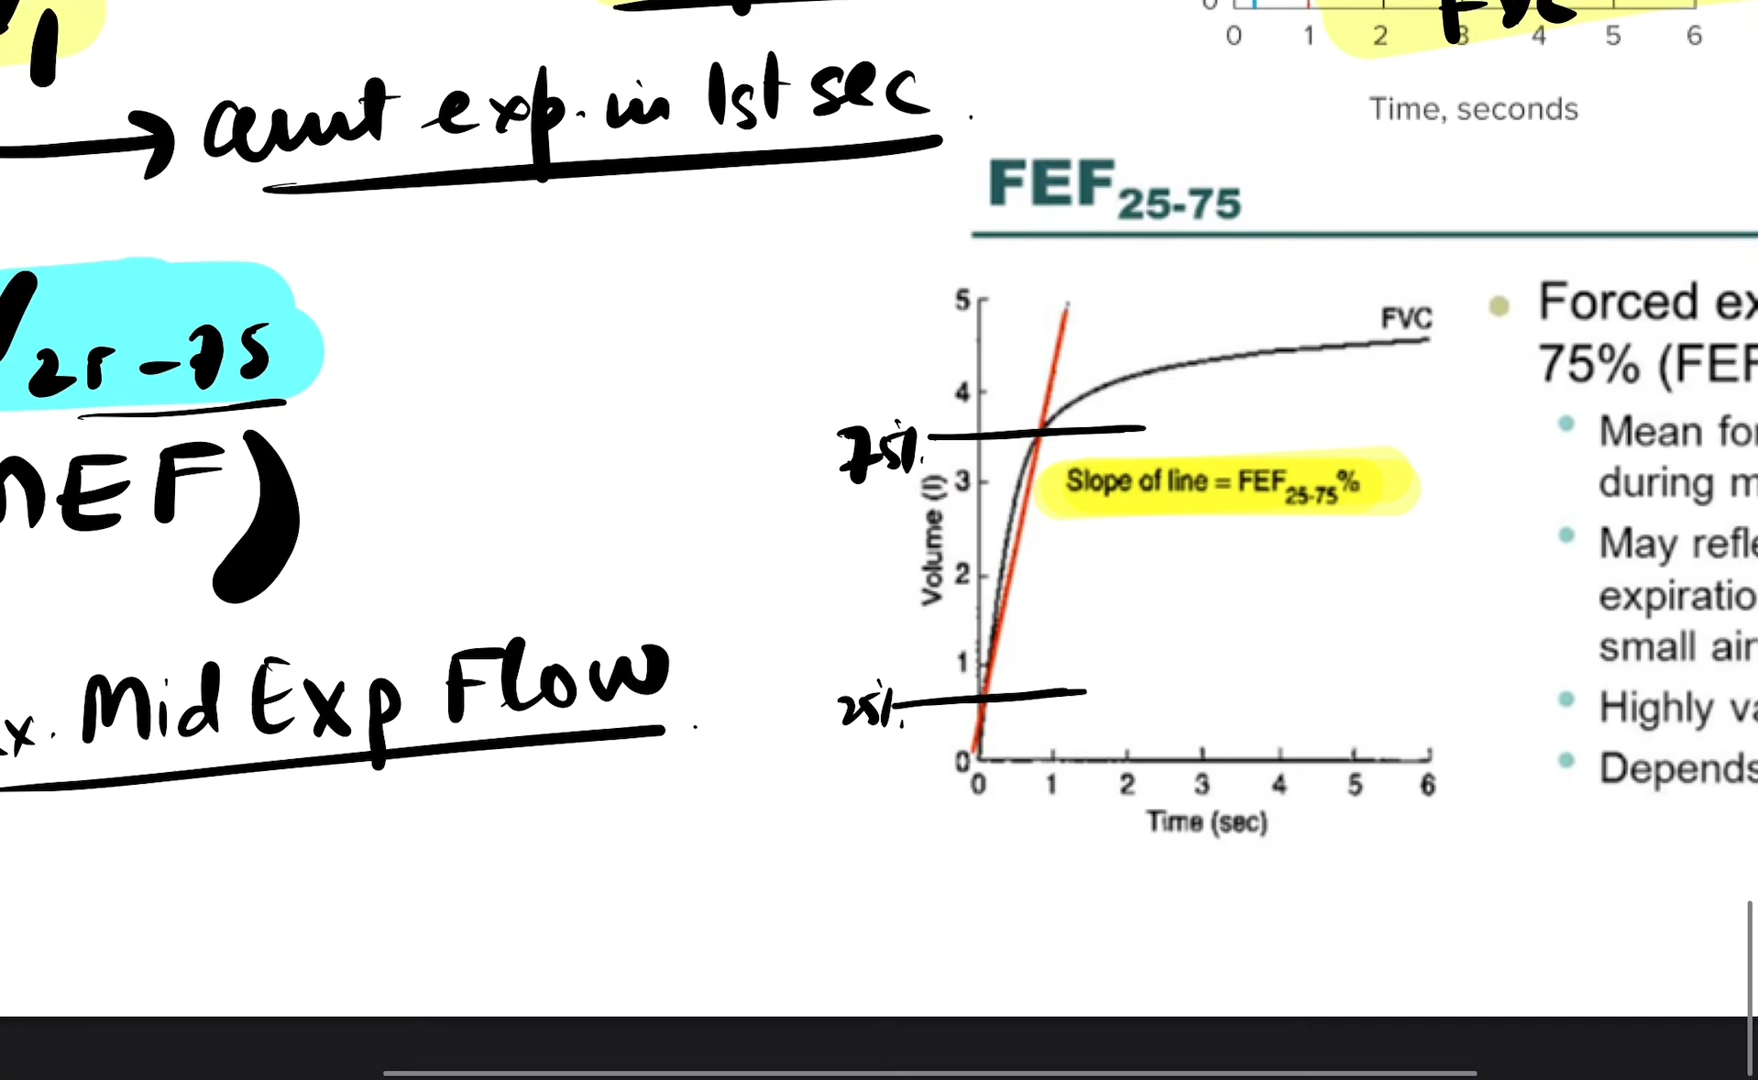 1
0
0 1 2 3 4 5 6
FVC
Time, seconds
→ amt exp. in 1st sec
FEF25-75
25-75
MEF)
x. Mid Exp Flow
5
4
3
2
1
0
Volume (l)
75%
25%
FVC
Slope of line = FEF25-75%
0 1 2 3 4 5 6
Time (sec)
Forced ex
75% (FEF
Mean for
during m
May refle
expiratio
small air
Highly va
Depends